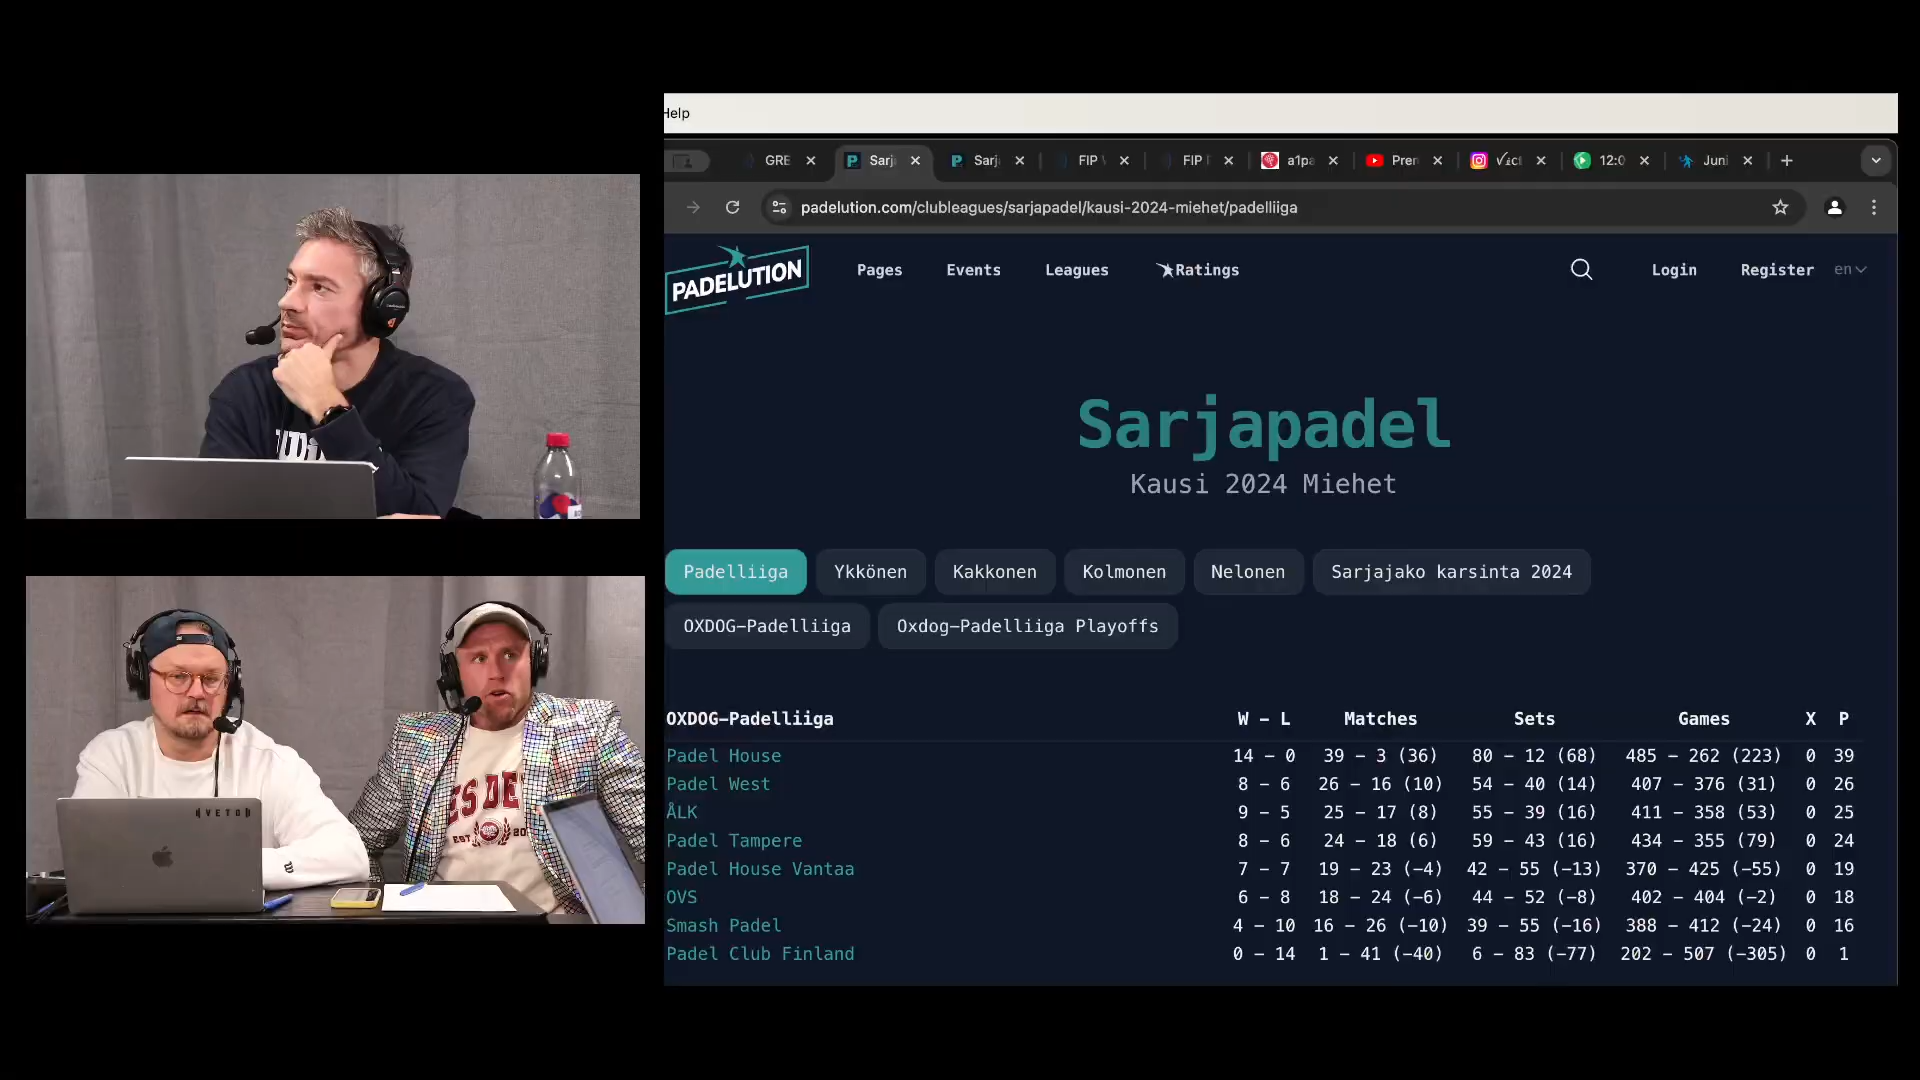 Help
GRE
Sarj
Sarj
FIP
FIP
a1pa
Pren
12:0
Juni
padelution.com/clubleagues/sarjapadel/kausi-2024-miehet/padelliiga
PADELUTION
Pages
Events
Leagues
Ratings
Login
Register
en
Sarjapadel
Kausi 2024 Miehet
Padelliiga
Ykkönen
Kakkonen
Kolmonen
Nelonen
Sarjajako karsinta 2024
OXDOG-Padelliiga
Oxdog-Padelliiga Playoffs
OXDOG-Padelliiga W - L Matches Sets Games X P
Padel House 14 - 0 39 - 3 (36) 80 - 12 (68) 485 - 262 (223) 0 39
Padel West 8 - 6 26 - 16 (10) 54 - 40 (14) 407 - 376 (31) 0 26
ÅLK 9 - 5 25 - 17 (8) 55 - 39 (16) 411 - 358 (53) 0 25
Padel Tampere 8 - 6 24 - 18 (6) 59 - 43 (16) 434 - 355 (79) 0 24
Padel House Vantaa 7 - 7 19 - 23 (-4) 42 - 55 (-13) 370 - 425 (-55) 0 19
OVS 6 - 8 18 - 24 (-6) 44 - 52 (-8) 402 - 404 (-2) 0 18
Smash Padel 4 - 10 16 - 26 (-10) 39 - 55 (-16) 388 - 412 (-24) 0 16
Padel Club Finland 0 - 14 1 - 41 (-40) 6 - 83 (-77) 202 - 507 (-305) 0 1
VETO
ES DE
EST. 20